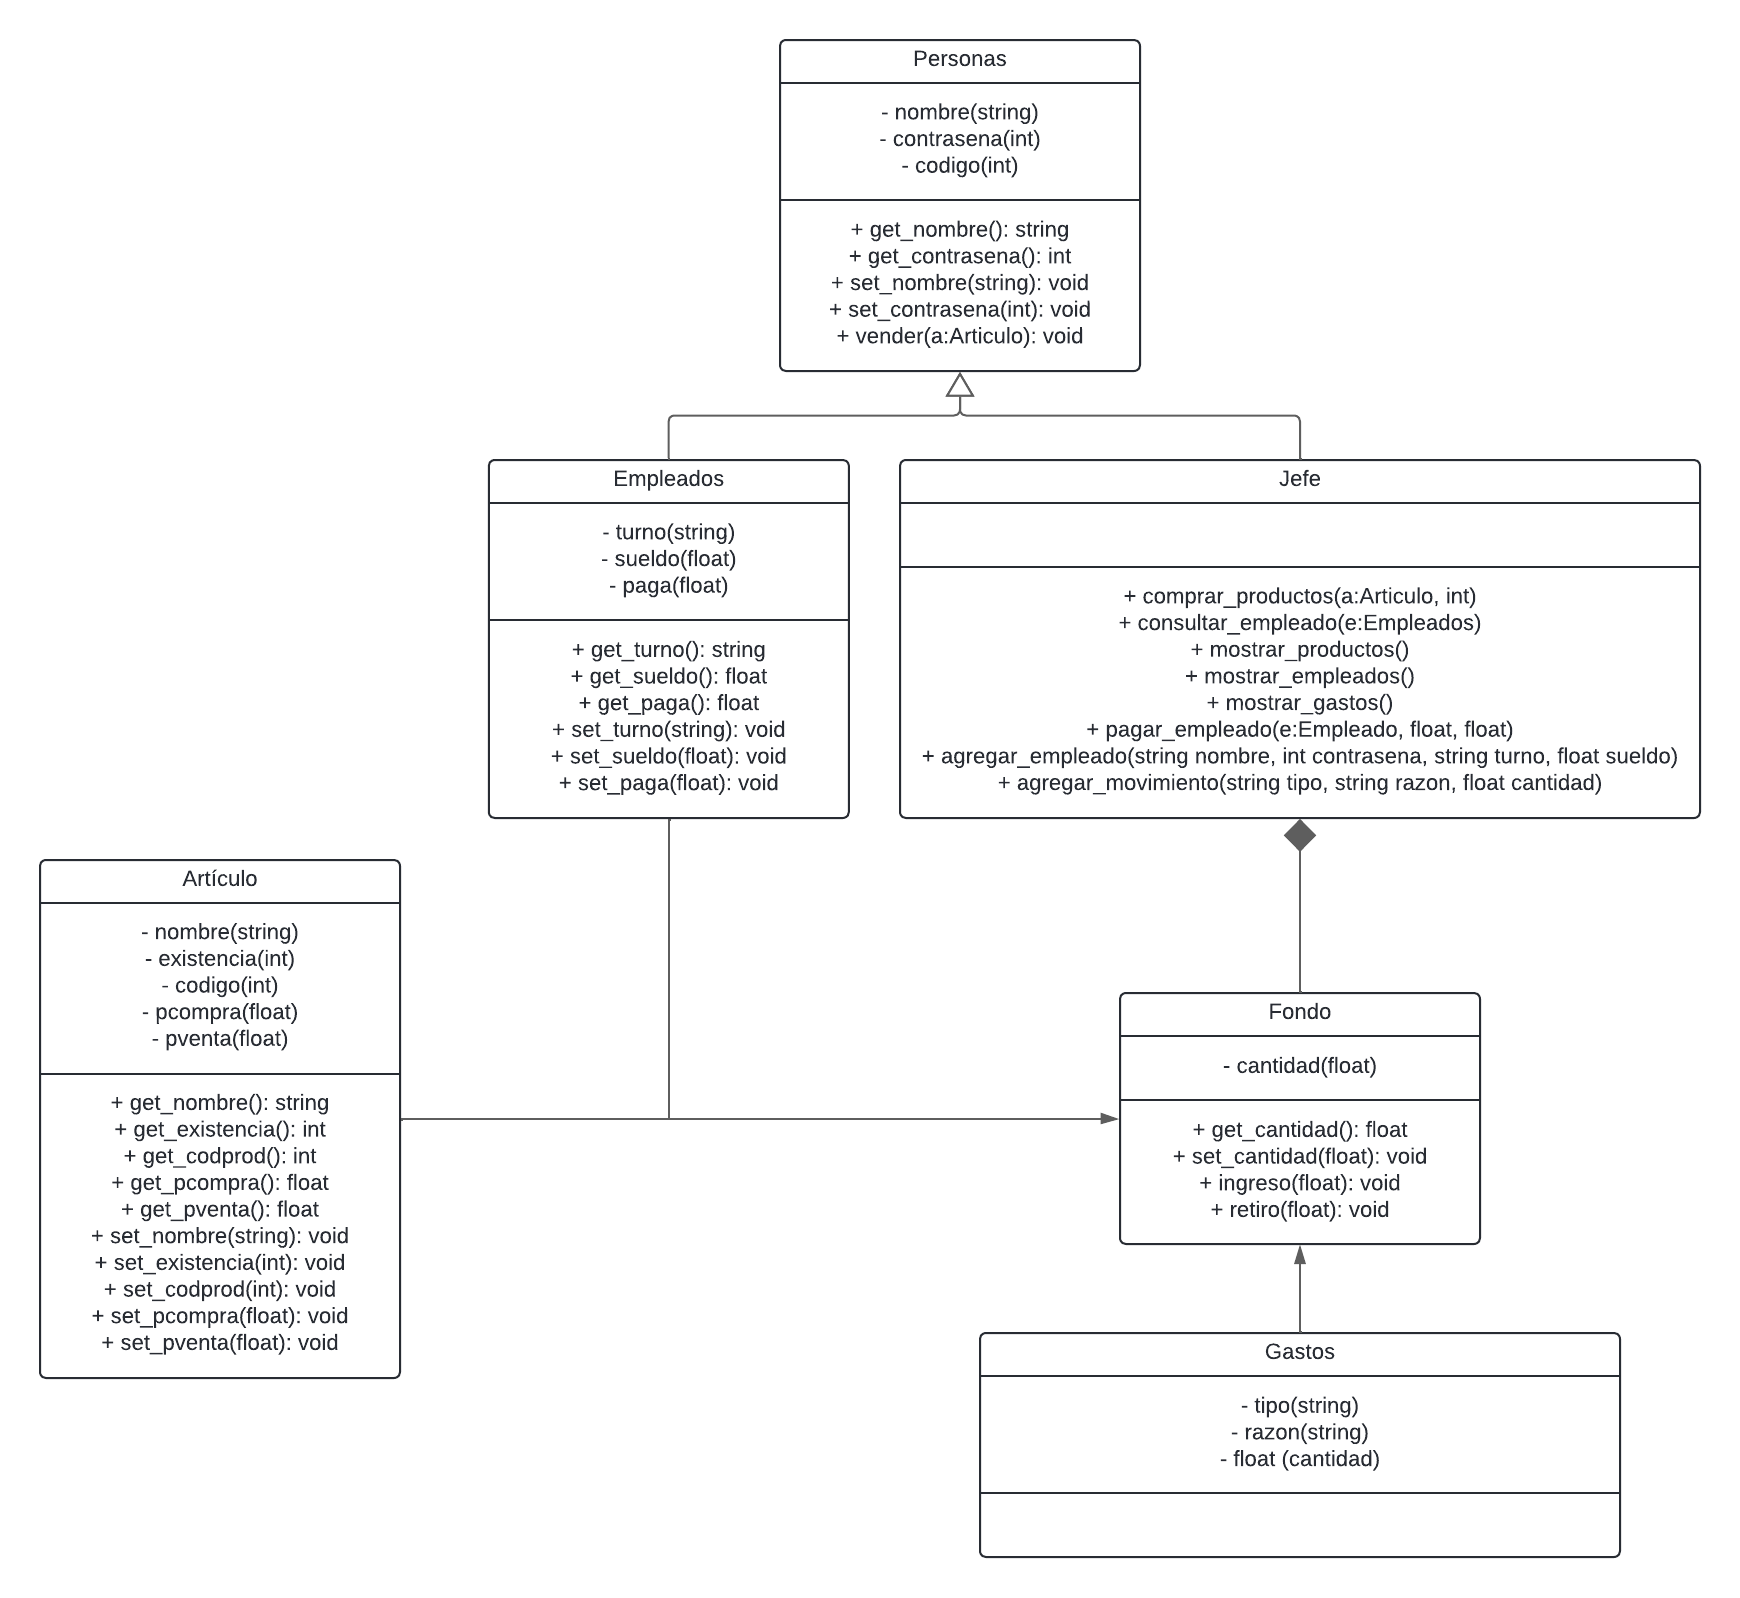 Personas
- nombre(string)
- contrasena(int)
- codigo(int)
+ get_nombre(): string
+ get_contrasena(): int
+ set_nombre(string): void
+ set_contrasena(int): void
+ vender(a:Articulo): void
Empleados
- turno(string)
- sueldo(float)
- paga(float)
+ get_turno(): string
+ get_sueldo(): float
+ get_paga(): float
+ set_turno(string): void
+ set_sueldo(float): void
+ set_paga(float): void
Jefe
+ comprar_productos(a:Articulo, int)
+ consultar_empleado(e:Empleados)
+ mostrar_productos()
+ mostrar_empleados()
+ mostrar_gastos()
+ pagar_empleado(e:Empleado, float, float)
+ agregar_empleado(string nombre, int contrasena, string turno, float sueldo)
+ agregar_movimiento(string tipo, string razon, float cantidad)
Artículo
- nombre(string)
- existencia(int)
- codigo(int)
- pcompra(float)
- pventa(float)
+ get_nombre(): string
+ get_existencia(): int
+ get_codprod(): int
+ get_pcompra(): float
+ get_pventa(): float
+ set_nombre(string): void
+ set_existencia(int): void
+ set_codprod(int): void
+ set_pcompra(float): void
+ set_pventa(float): void
Fondo
- cantidad(float)
+ get_cantidad(): float
+ set_cantidad(float): void
+ ingreso(float): void
+ retiro(float): void
Gastos
- tipo(string)
- razon(string)
- float (cantidad)